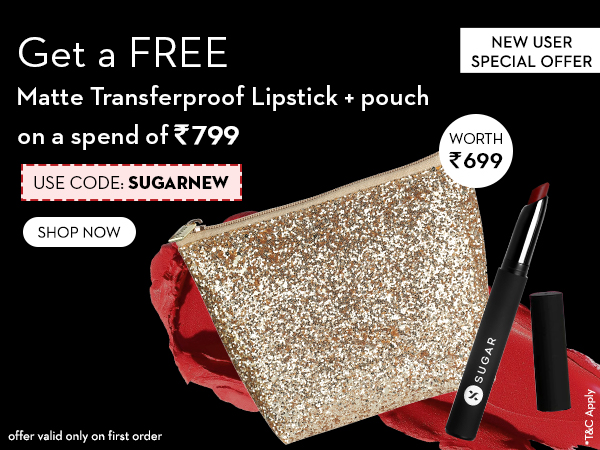 Get a FREE
Matte Transferproof Lipstick + pouch
on a spend of ₹799
USE CODE: SUGARNEW
SHOP NOW
NEW USER
SPECIAL OFFER
WORTH
₹699
SUGAR
offer valid only on first order
*T&C Apply